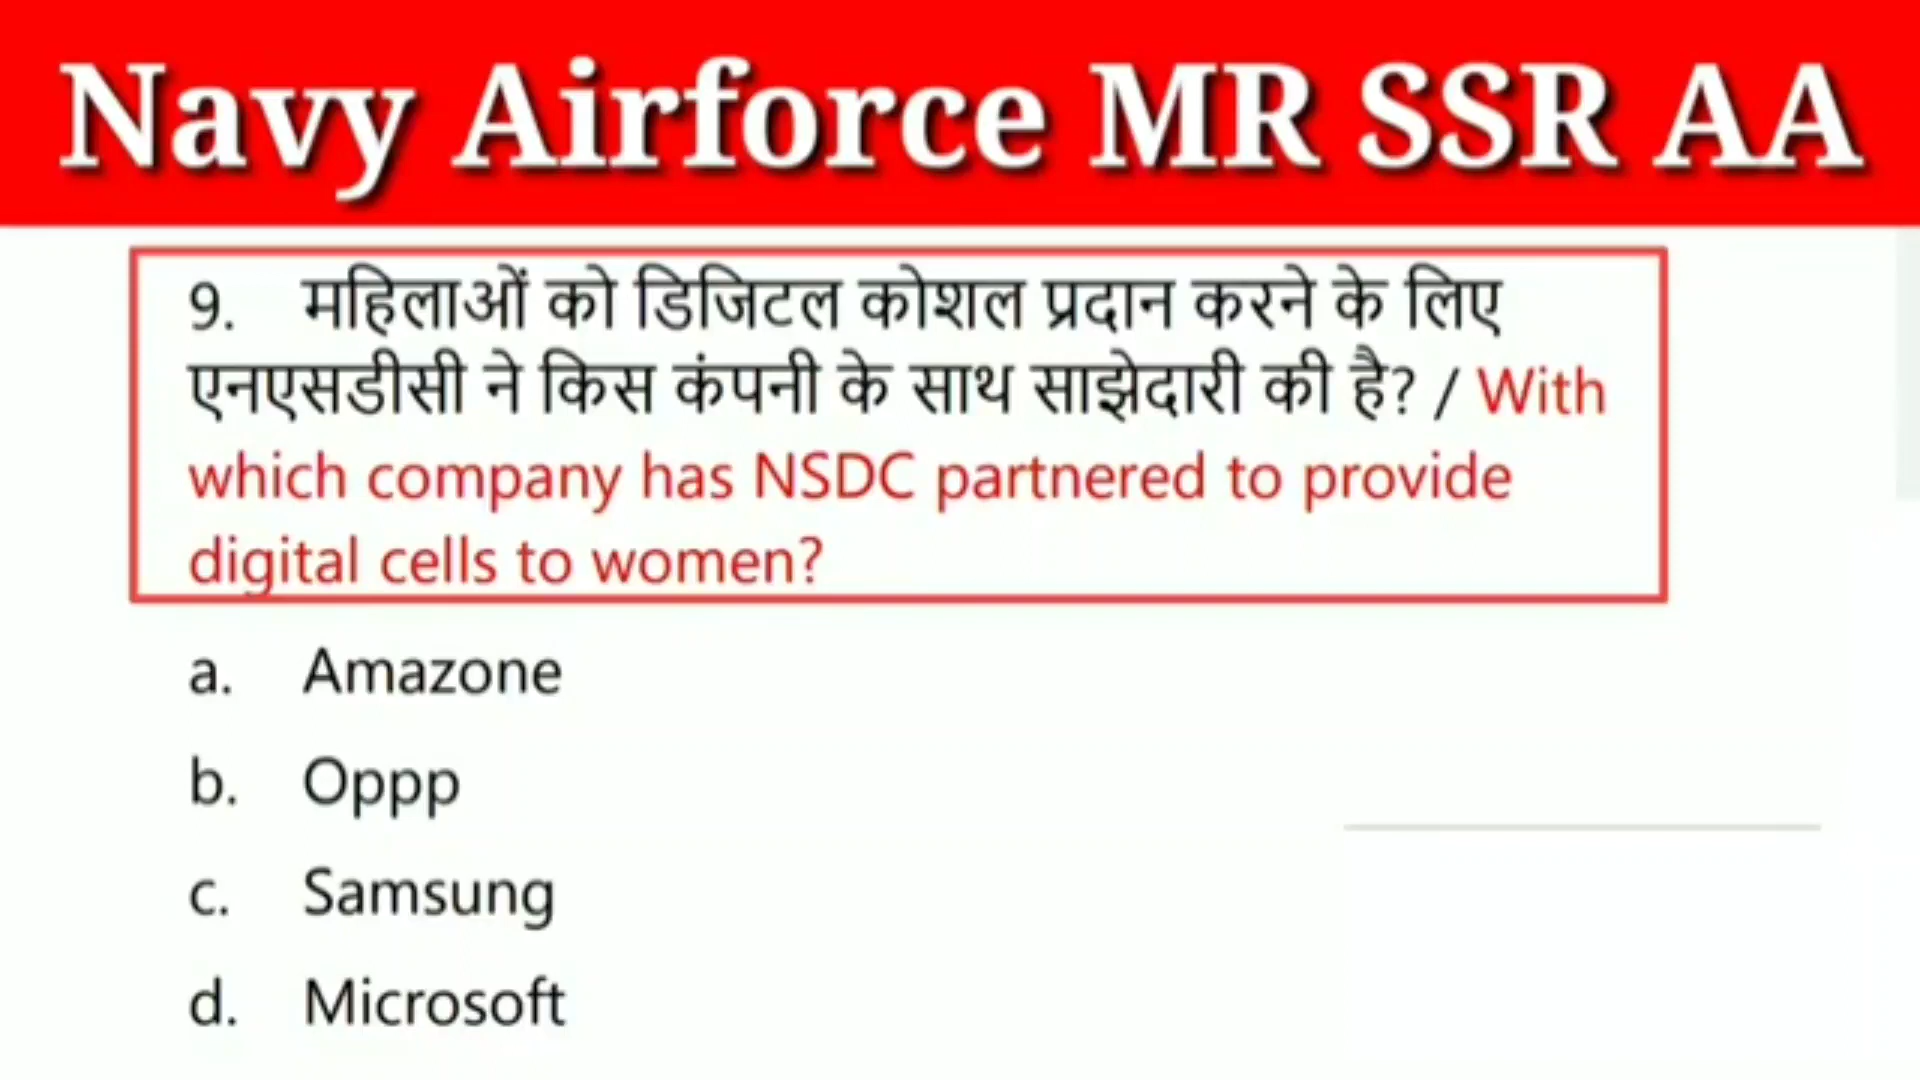 Navy Airforce MR SSR AA
9. महिलाओं को डिजिटल कोशल प्रदान करने के लिए
एनएसडीसी ने किस कंपनी के साथ साझेदारी की है? / With
which company has NSDC partnered to provide
digital cells to women?
a. Amazone
b. Oppp
c. Samsung
d. Microsoft